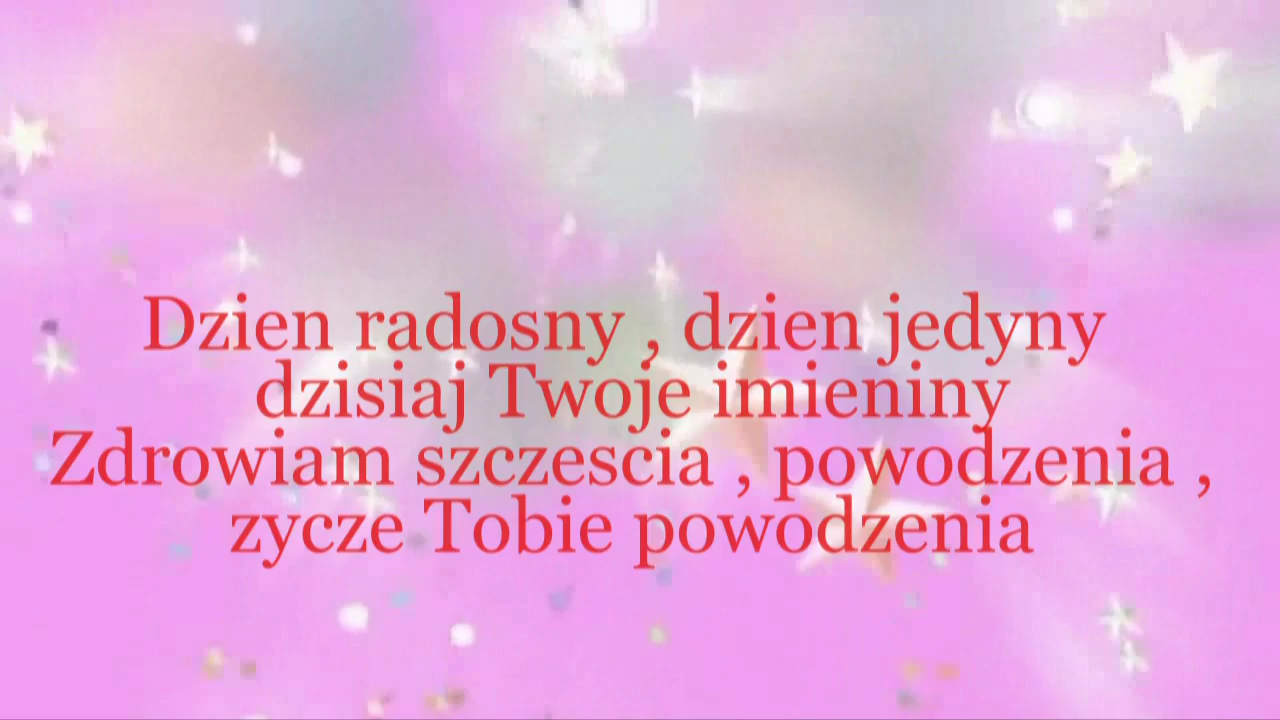 Dzien radosny , dzien jedyny
dzisiaj Twoje imieniny
Zdrowiam szczescia , powodzenia ,
zycze Tobie powodzenia